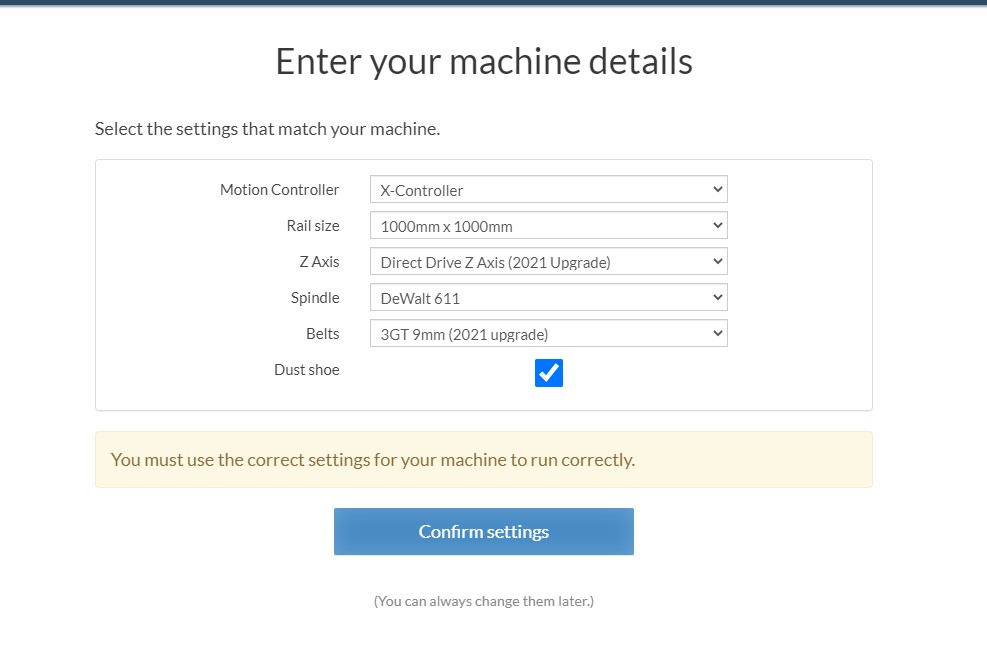 Enter your machine details
Select the settings that match your machine.
Motion Controller X-Controller
Rail size 1000mm x 1000mm
Z Axis Direct Drive Z Axis (2021 Upgrade)
Spindle DeWalt 611
Belts 3GT 9mm (2021 upgrade)
Dust shoe
You must use the correct settings for your machine to run correctly.
Confirm settings
(You can always change them later.)